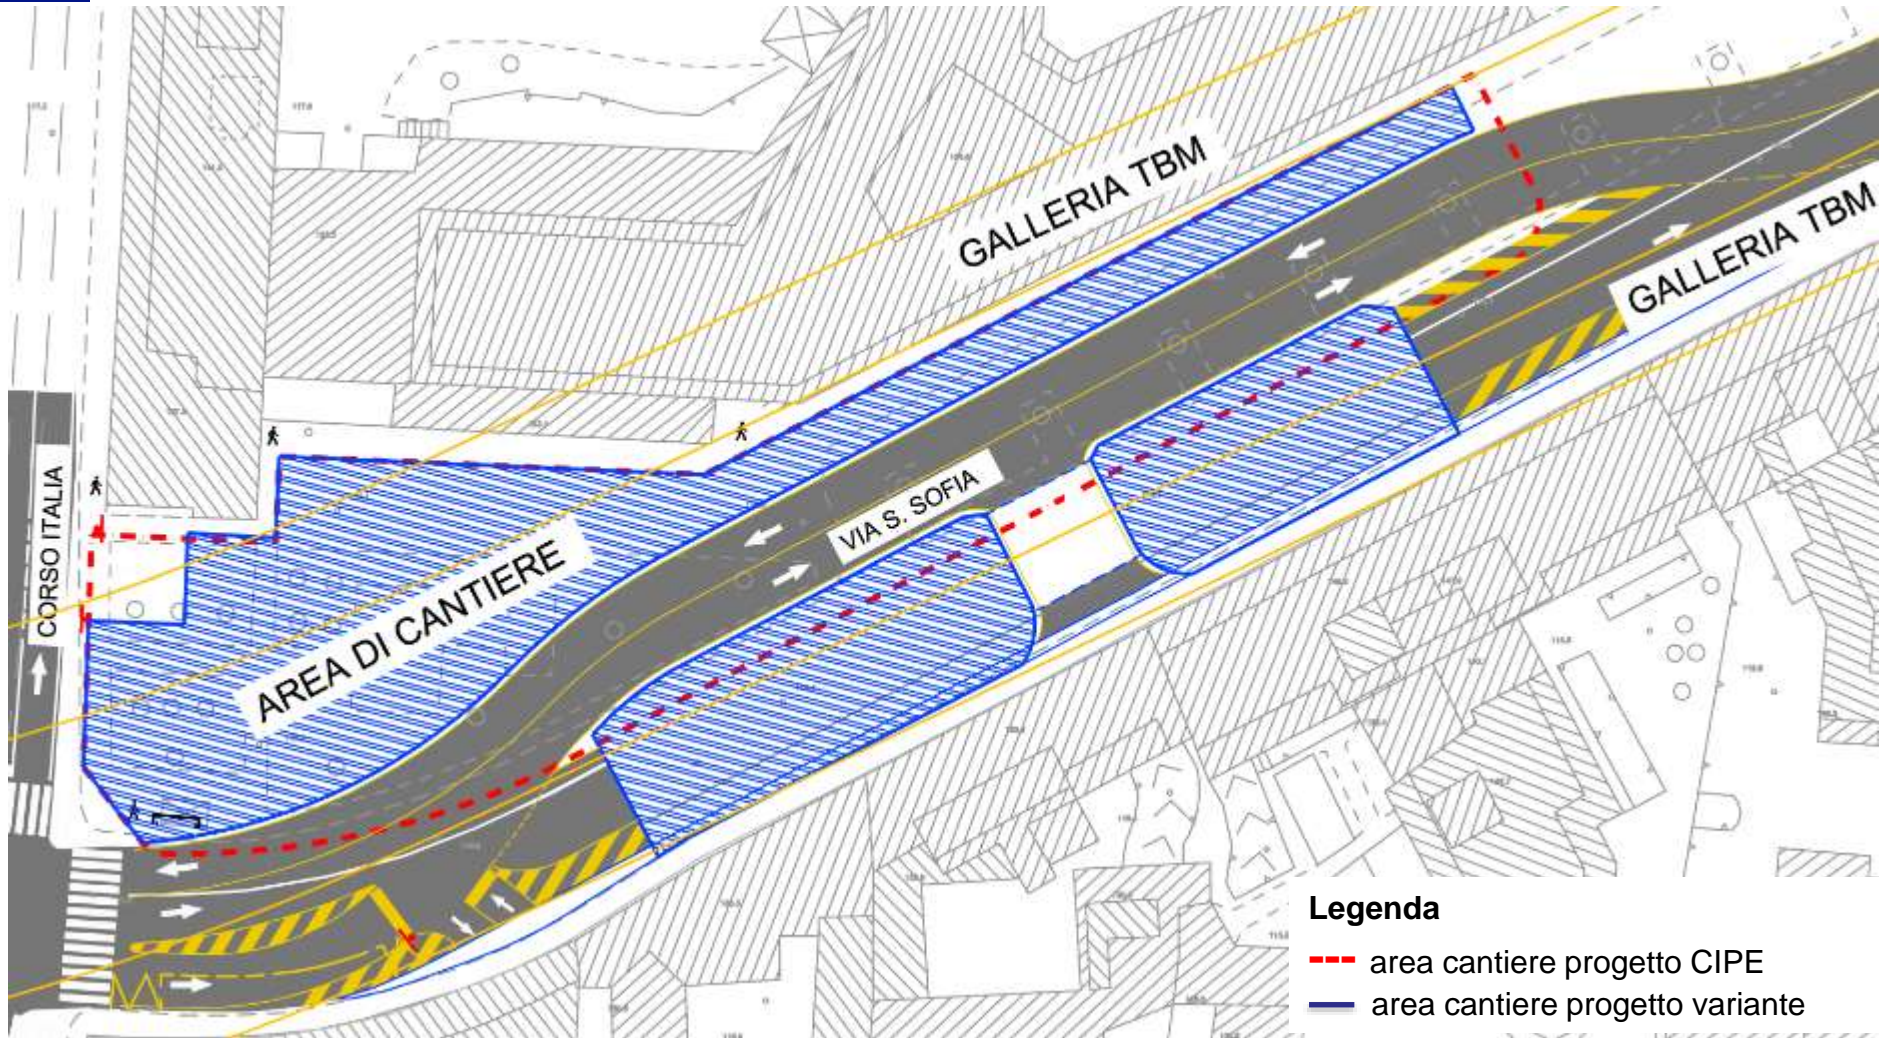 GALLERIA TBM
GALLERIA TBM
CORSO ITALIA
VIA S. SOFIA
AREA DI CANTIERE
Legenda
area cantiere progetto CIPE
area cantiere progetto variante